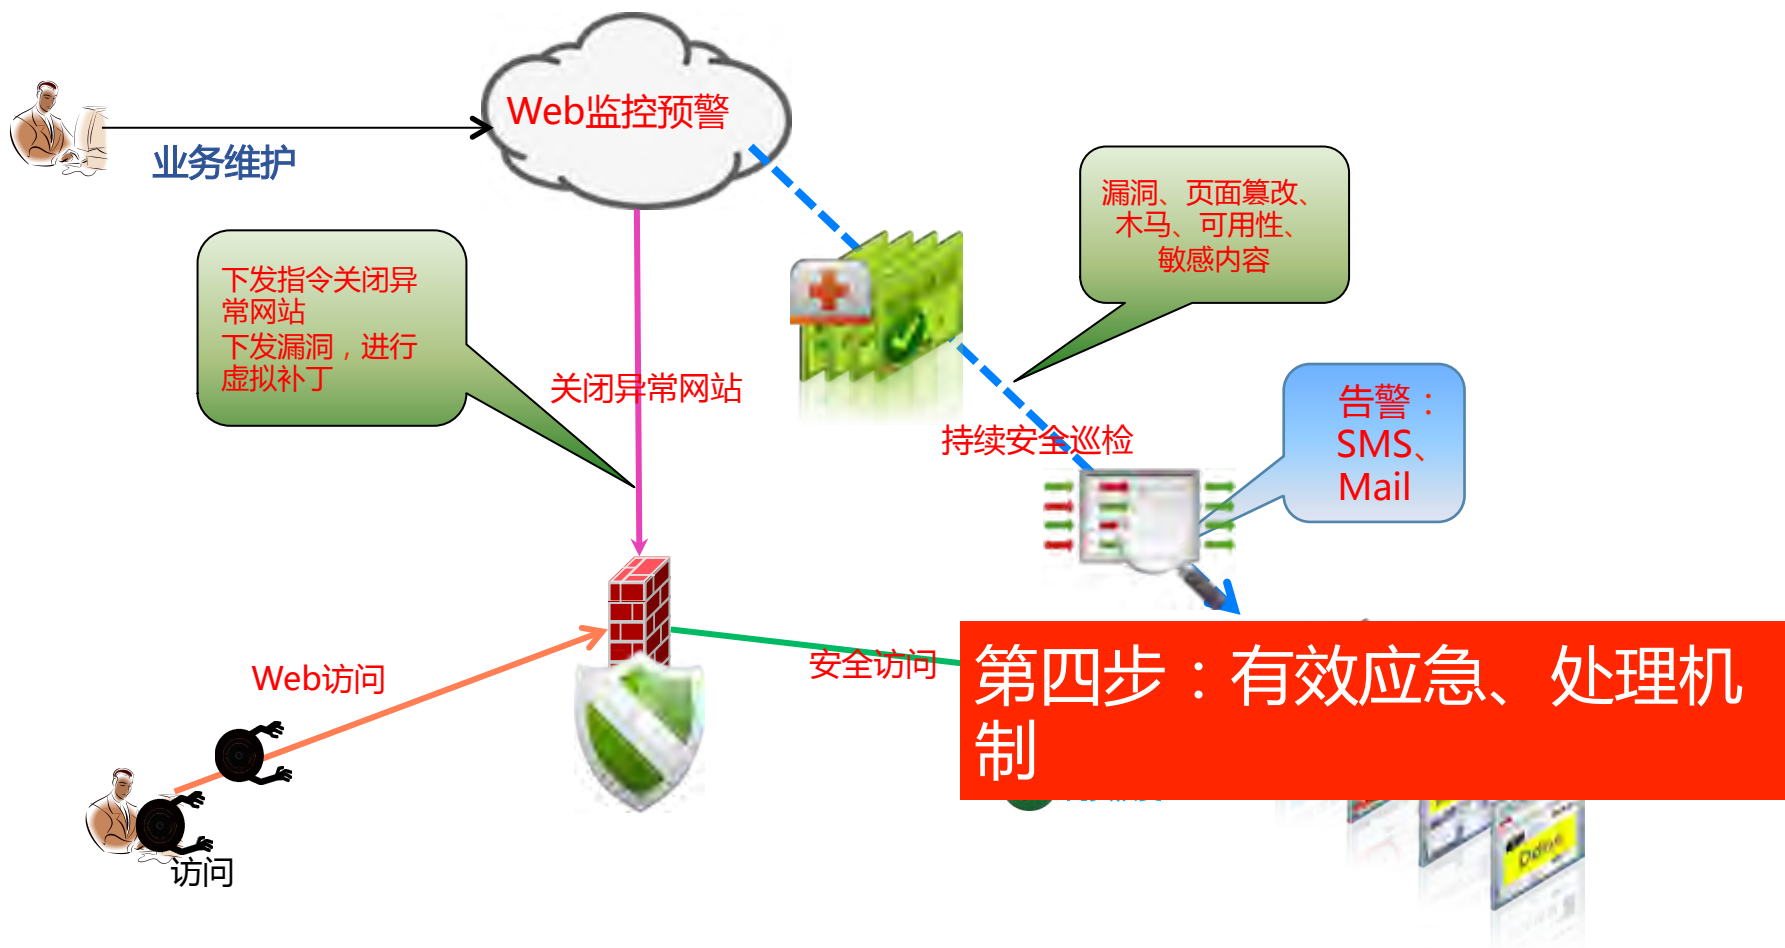 Web监控预警
业务维护
漏洞、页面篡改、
木马、可用性、
敏感内容
下发指令关闭异
常网站
下发漏洞，进行
虚拟补丁
关闭异常网站
告警：
SMS、
Mail
持续安全巡检
Web访问
安全访问
第四步：有效应急、处理机
制
访问